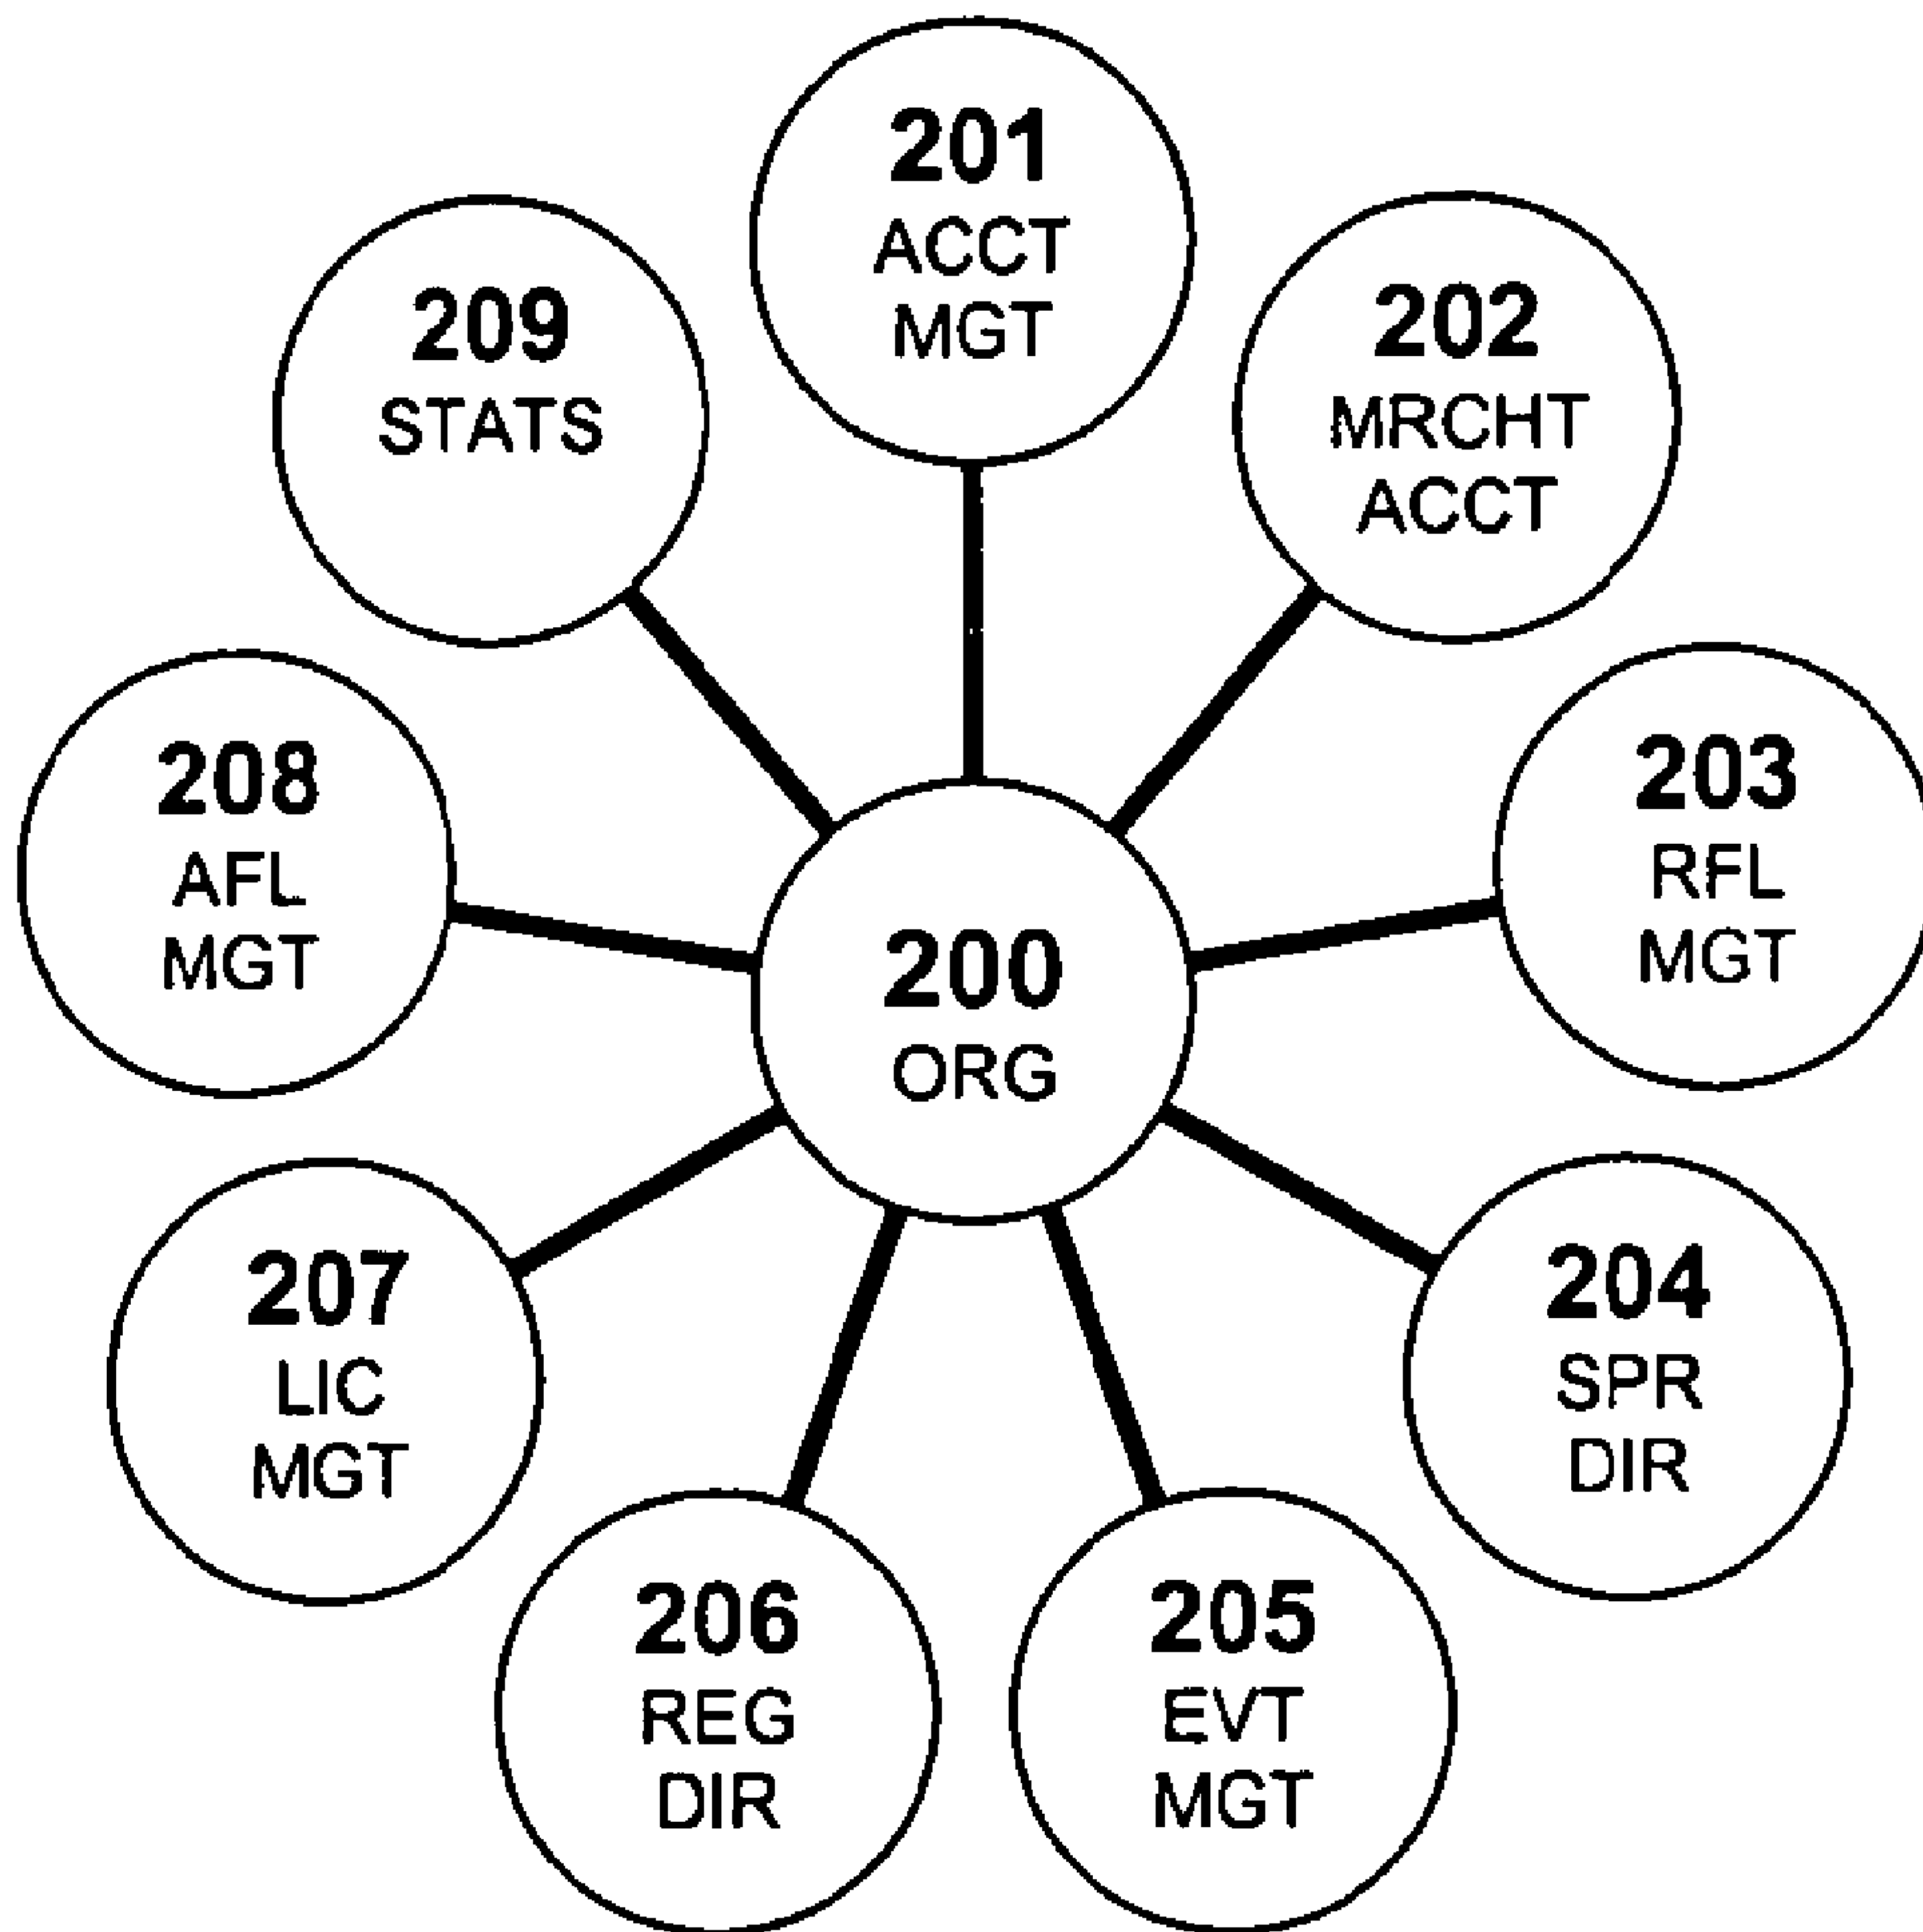 201
ACCT
MGT
202
MRCHT
ACCT
203
RFL
MGT
204
SPR
DIR
205
EVT
MGT
206
REG
DIR
207
LIC
MGT
208
AFL
MGT
209
STATS
200
ORG